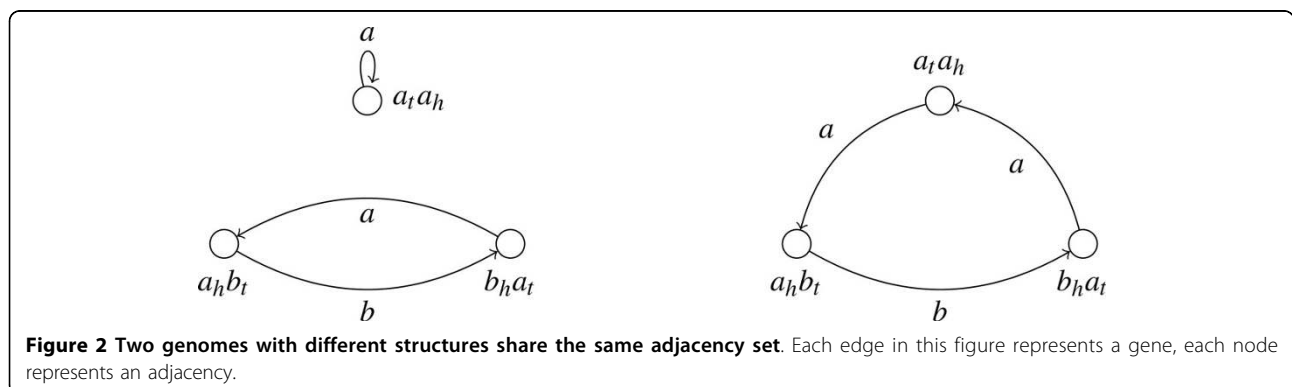 a
a_t a_h
a_t a_h
a
a
a
a_h b_t
b
b_h a_t
a_h b_t
b
b_h a_t
Figure 2 Two genomes with different structures share the same adjacency set. Each edge in this figure represents a gene, each node
represents an adjacency.